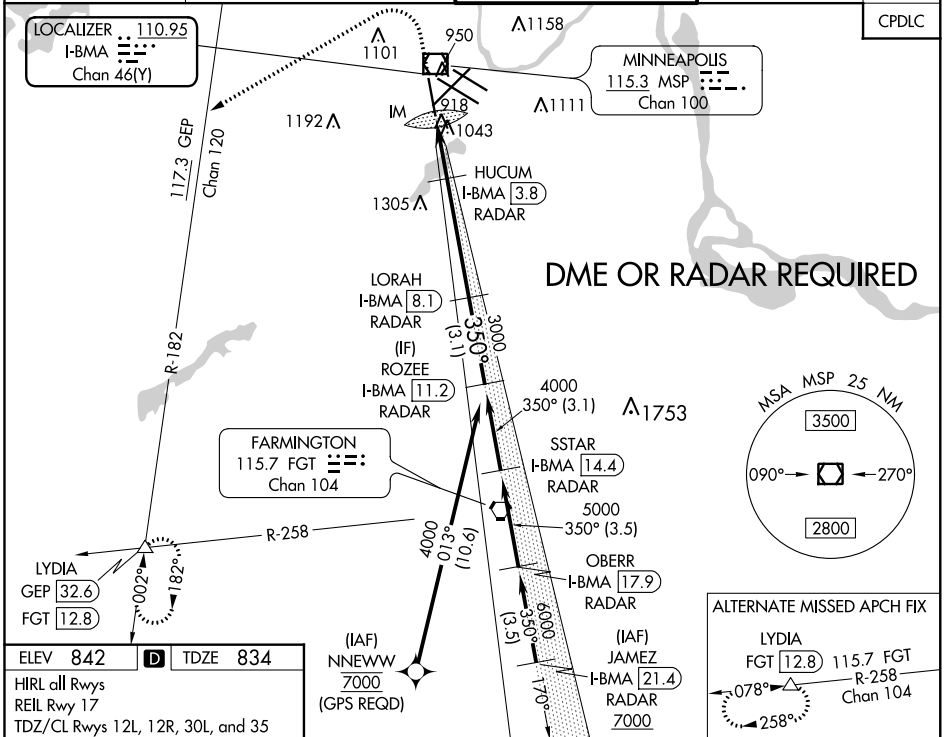 CPDLC
LOCALIZER 110.95
I-BMA
Chan 46(Y)
1101
950
1158
MINNEAPOLIS
115.3 MSP
Chan 100
1192
IM
918
1043
1111
117.3 GEP
Chan 120
HUCUM
I-BMA 3.8
RADAR
1305
DME OR RADAR REQUIRED
LORAH
I-BMA 8.1
RADAR
350°
(3.1)
3000
R-182
(IF)
ROZEE
I-BMA 11.2
RADAR
4000
350° (3.1)
1753
MSA MSP 25 NM
3500
090°
270°
2800
FARMINGTON
115.7 FGT
Chan 104
SSTAR
I-BMA 14.4
RADAR
5000
350° (3.5)
R-258
4000
013°
(10.6)
LYDIA
GEP 32.6
FGT 12.8
002°
182°
OBERR
I-BMA 17.9
RADAR
6000
350°
(3.5)
170°
(IAF)
NNEWW
7000
(GPS REQD)
(IAF)
JAMEZ
I-BMA 21.4
RADAR
7000
ALTERNATE MISSED APCH FIX
LYDIA
FGT 12.8 115.7 FGT
R-258
Chan 104
078°
258°
ELEV 842 D TDZE 834
HIRL all Rwys
REIL Rwy 17
TDZ/CL Rwys 12L, 12R, 30L, and 35